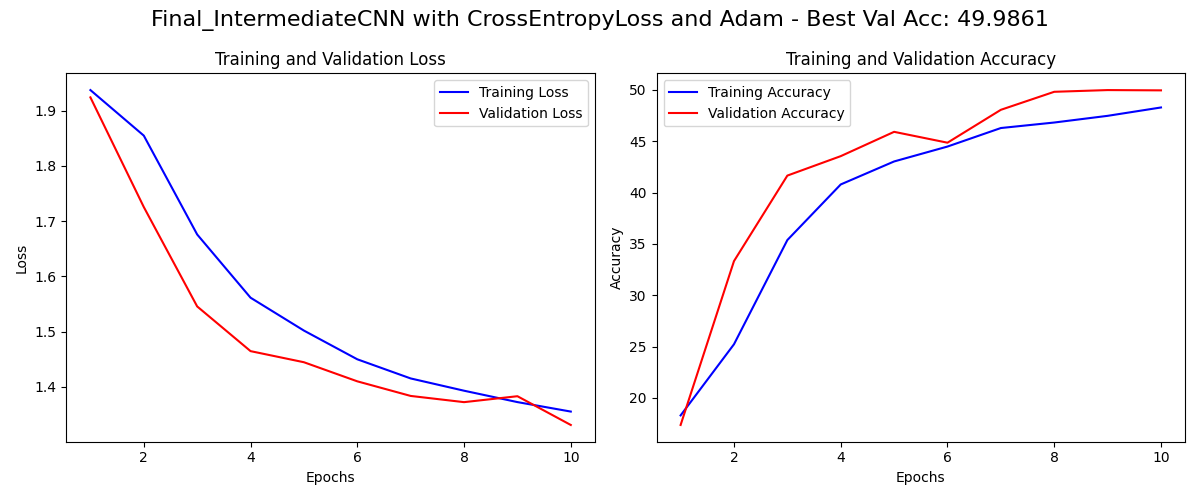 Final_IntermediateCNN with CrossEntropyLoss and Adam - Best Val Acc: 49.9861
Training and Validation Loss
Training Loss
Validation Loss
1.9
1.8
1.7
1.6
1.5
1.4
Loss
2 4 6 8 10
Epochs
Training and Validation Accuracy
Training Accuracy
Validation Accuracy
50
45
40
35
30
25
20
Accuracy
2 4 6 8 10
Epochs